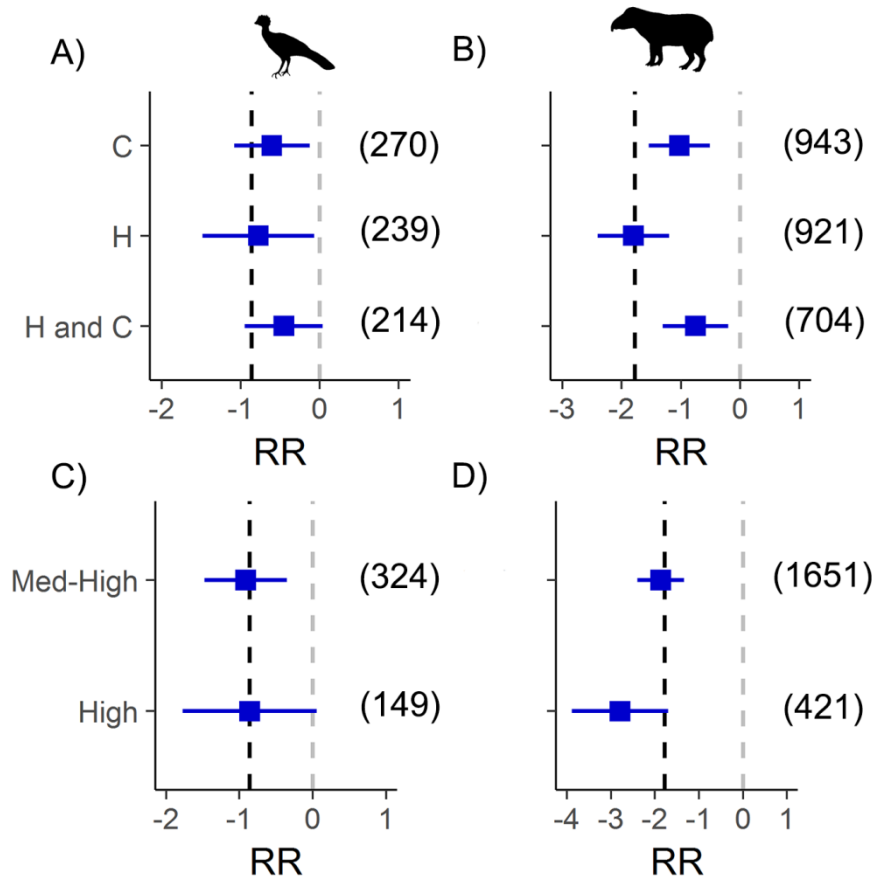 A)
B)
C
(270)
(943)
H
(239)
(921)
H and C
(214)
(704)
-2 -1 0 1
-3 -2 -1 0 1
RR
RR
C)
D)
Med-High
(324)
(1651)
High
(149)
(421)
-2 -1 0 1
-4 -3 -2 -1 0 1
RR
RR